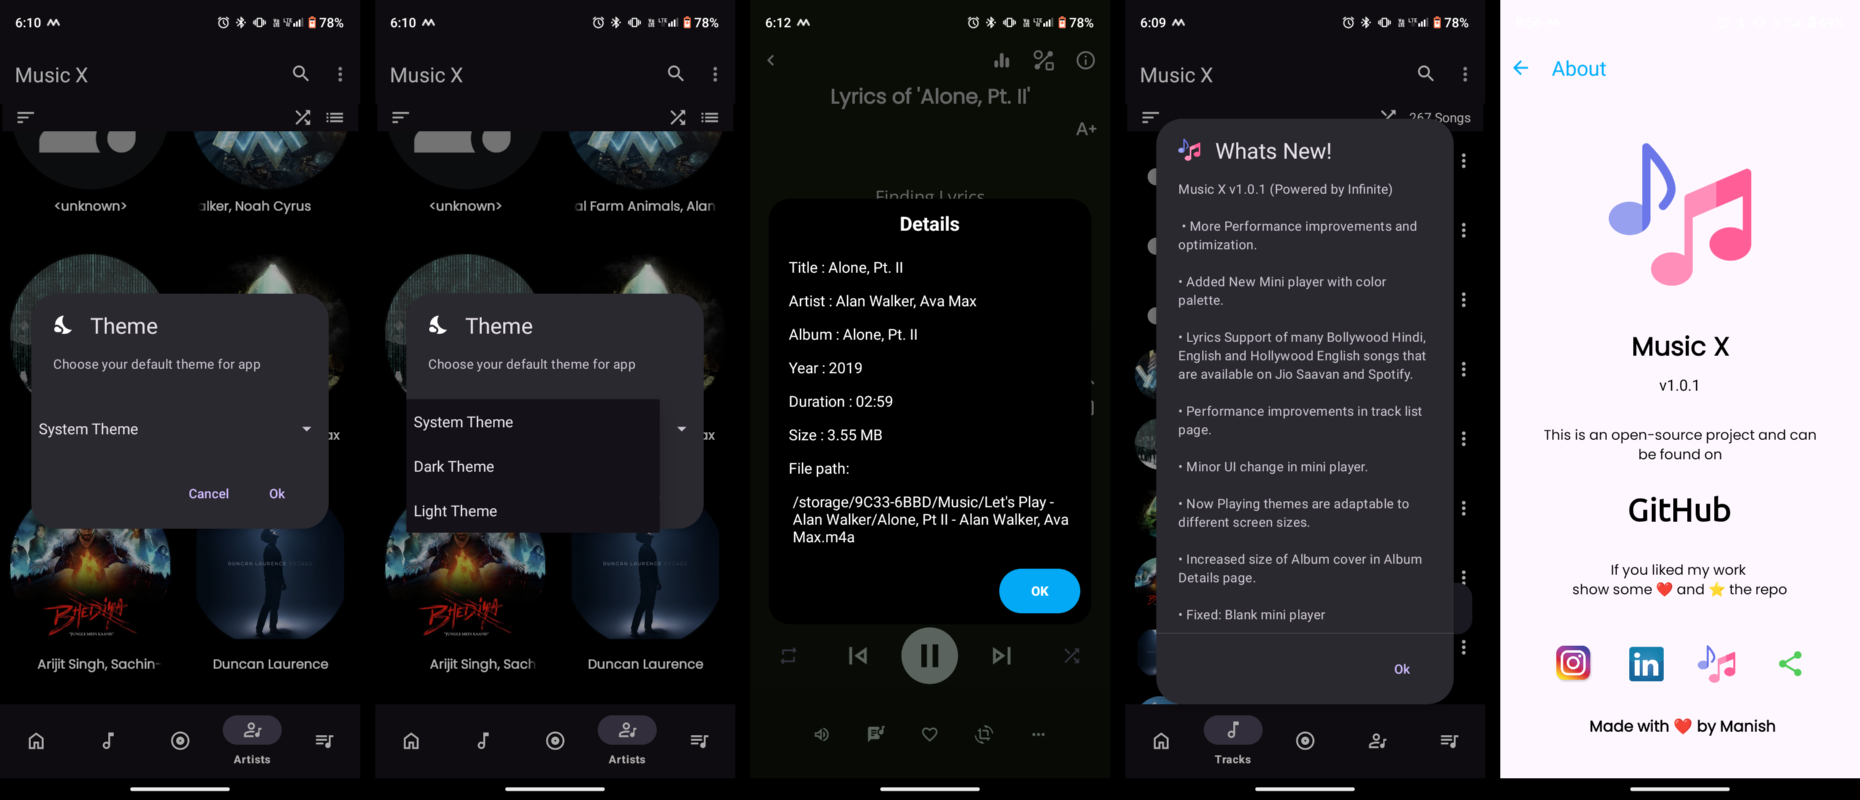 6:10
78%
Music X
<unknown>
alker, Noah Cyrus
Theme
Choose your default theme for app
System Theme
Cancel
Ok
BHEDIYA
DUNCAN LAURENCE
Arijit Singh, Sachin-
Duncan Laurence
Artists
6:10
78%
Music X
<unknown>
al Farm Animals, Alan
Theme
Choose your default theme for app
System Theme
Dark Theme
Light Theme
ax
BHEDIYA
DUNCAN LAURENCE
Arijit Singh, Sach
Duncan Laurence
Artists
6:12
78%
Lyrics of 'Alone, Pt. II'
A+
Finding Lyrics
Details
Title : Alone, Pt. II
Artist : Alan Walker, Ava Max
Album : Alone, Pt. II
Year : 2019
Duration : 02:59
Size : 3.55 MB
File path:
/storage/9C33-6BBD/Music/Let's Play -
Alan Walker/Alone, Pt II - Alan Walker, Ava
Max.m4a
OK
6:09
78%
Music X
267 Songs
Whats New!
Music X v1.0.1 (Powered by Infinite)
• More Performance improvements and
optimization.
• Added New Mini player with color
palette.
• Lyrics Support of many Bollywood Hindi,
English and Hollywood English songs that
are available on Jio Saavan and Spotify.
• Performance improvements in track list
page.
• Minor UI change in mini player.
• Now Playing themes are adaptable to
different screen sizes.
• Increased size of Album cover in Album
Details page.
• Fixed: Blank mini player
Ok
Tracks
About
Music X
v1.0.1
This is an open-source project and can
be found on
GitHub
If you liked my work
show some ❤️ and ⭐ the repo
in
Made with ❤️ by Manish